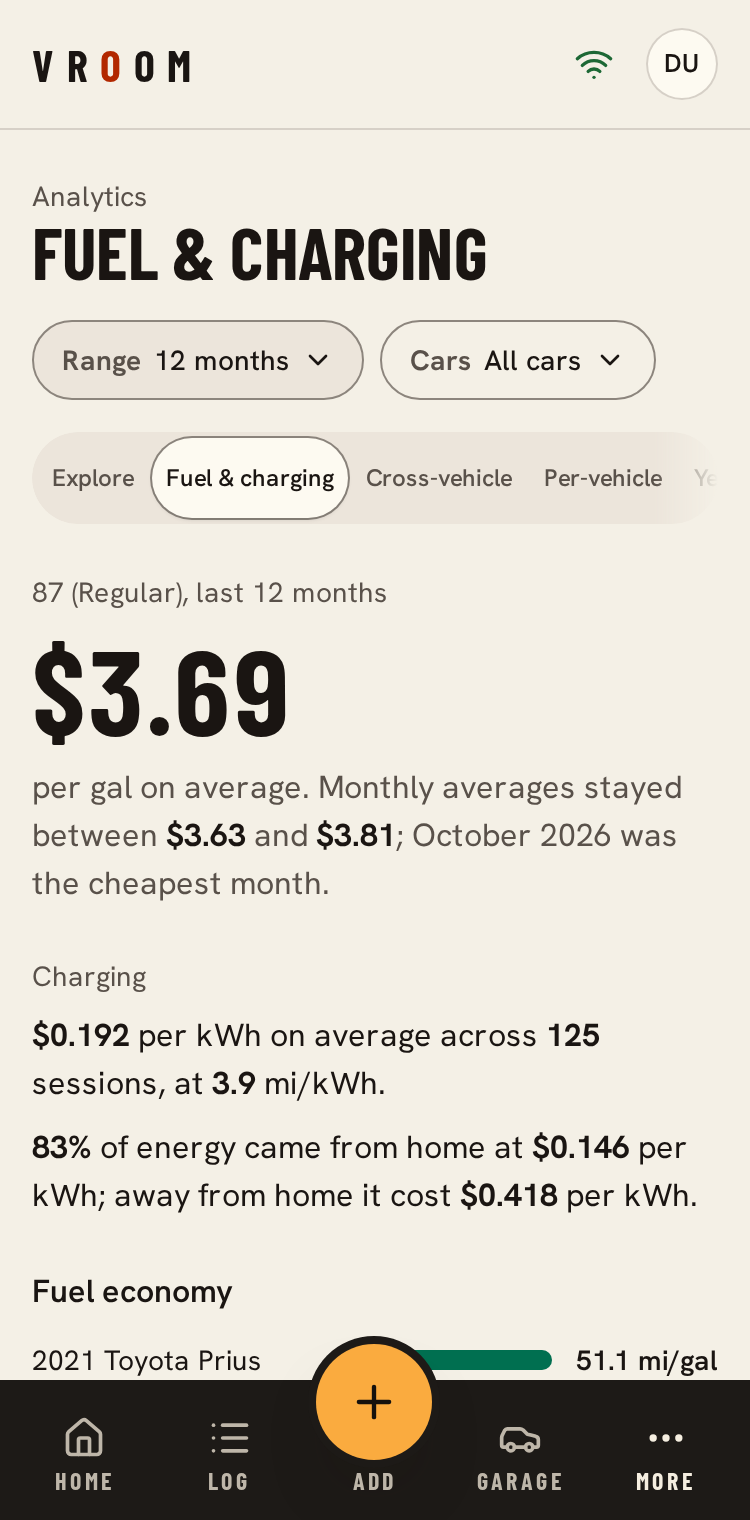 VROOM
DU
Analytics
FUEL & CHARGING
Range 12 months
Cars All cars
Explore Fuel & charging Cross-vehicle Per-vehicle
87 (Regular), last 12 months
$3.69
per gal on average. Monthly averages stayed
between $3.63 and $3.81; October 2026 was
the cheapest month.
Charging
$0.192 per kWh on average across 125
sessions, at 3.9 mi/kWh.
83% of energy came from home at $0.146 per
kWh; away from home it cost $0.418 per kWh.
Fuel economy
2021 Toyota Prius 51.1 mi/gal
HOME LOG ADD GARAGE MORE